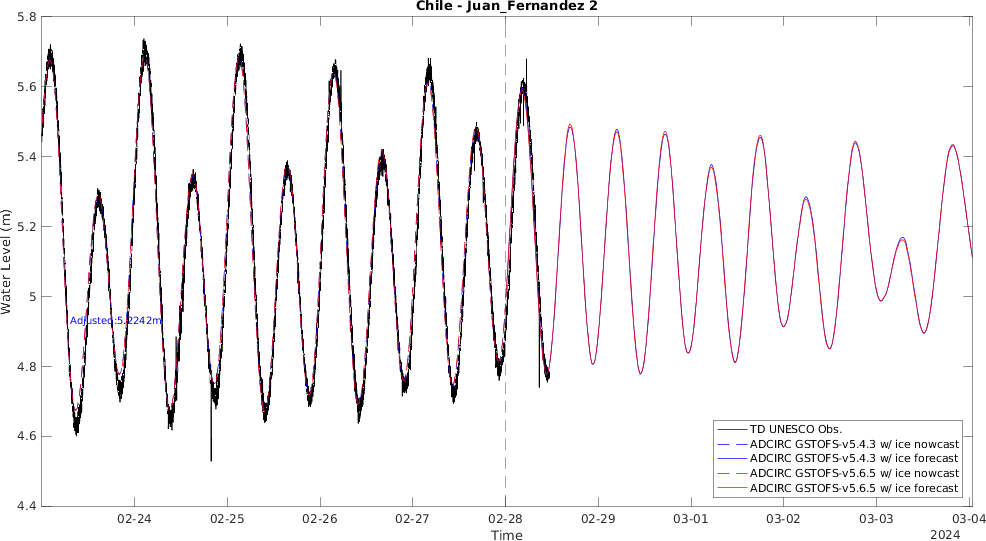 Chile - Juan_Fernandez 2
5.8
5.6
5.4
5.2
5
4.8
4.6
4.4
Water Level (m)
Adjusted:5.2242m
TD UNESCO Obs.
ADCIRC GSTOFS-v5.4.3 w/ ice nowcast
ADCIRC GSTOFS-v5.4.3 w/ ice forecast
ADCIRC GSTOFS-v5.6.5 w/ ice nowcast
ADCIRC GSTOFS-v5.6.5 w/ ice forecast
02-24 02-25 02-26 02-27 02-28 02-29 03-01 03-02 03-03 03-04
Time
2024